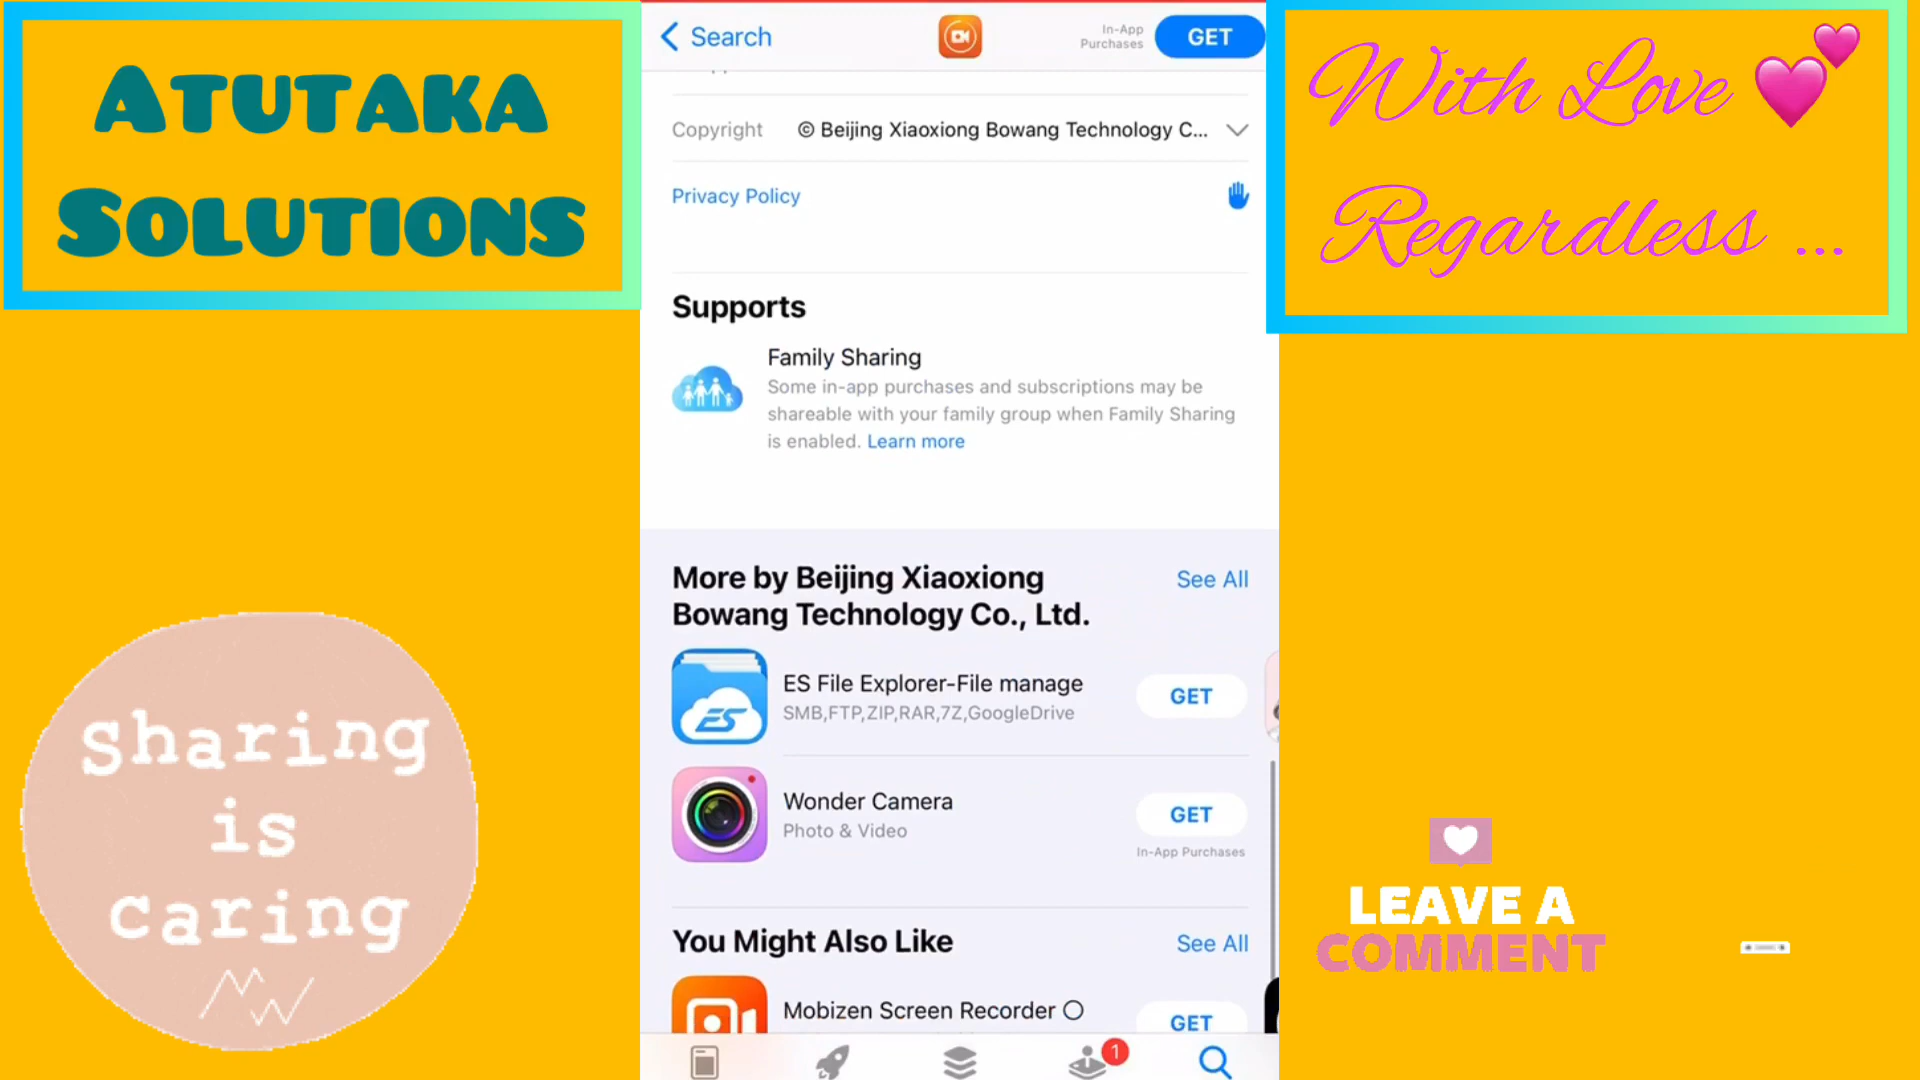 ATUTAKA
SOLUTIONS
Search
In-App
Purchases
GET
Copyright
© Beijing Xiaoxiong Bowang Technology C...
Privacy Policy
Supports
Family Sharing
Some in-app purchases and subscriptions may be
shareable with your family group when Family Sharing
is enabled. Learn more
More by Beijing Xiaoxiong
Bowang Technology Co., Ltd.
See All
ES File Explorer-File manage
SMB,FTP,ZIP,RAR,7Z,GoogleDrive
GET
ES
Wonder Camera
Photo & Video
GET
In-App Purchases
You Might Also Like
See All
Mobizen Screen Recorder
GET
1
With Love
Regardless ...
sharing
is
caring
LEAVE A
COMMENT